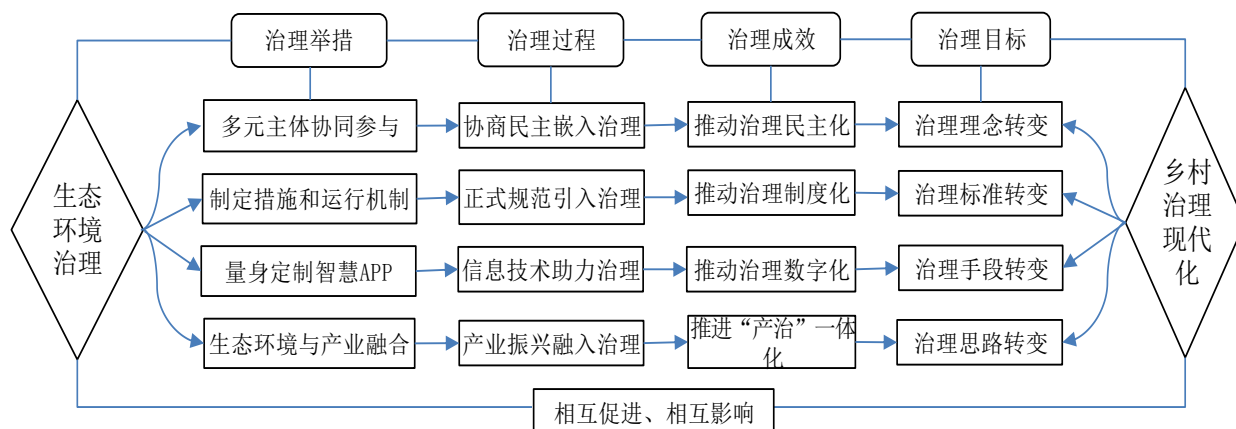 治理举措
治理过程
治理成效
治理目标
多元主体协同参与
协商民主嵌入治理
推动治理民主化
治理理念转变
制定措施和运行机制
正式规范引入治理
推动治理制度化
治理标准转变
量身定制智慧APP
信息技术助力治理
推动治理数字化
治理手段转变
生态环境与产业融合
产业振兴融入治理
推进“产治”一体
化
治理思路转变
生态
环境
治理
乡村
治理
现代
化
相互促进、相互影响